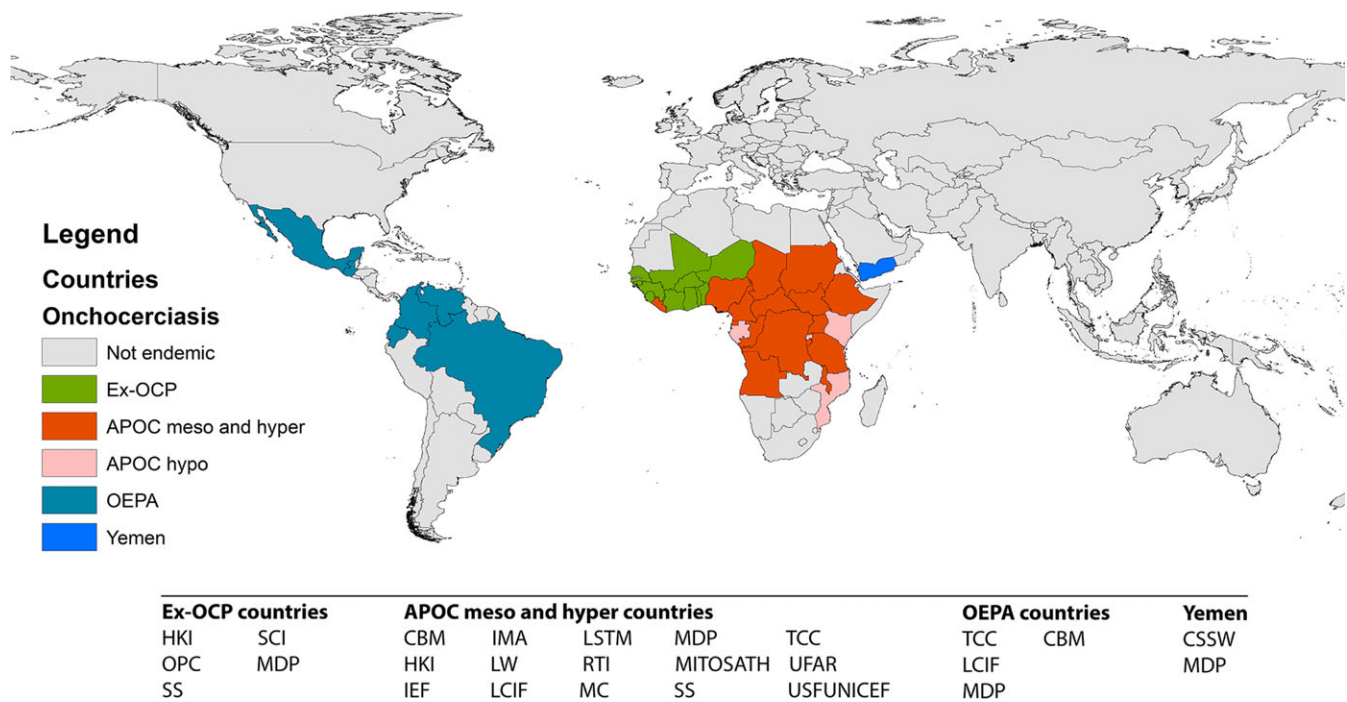 Legend
Countries
Onchocerciasis
Not endemic
Ex-OCP
APOC meso and hyper
APOC hypo
OEPA
Yemen
Ex-OCP countries APOC meso and hyper countries OEPA countries Yemen
HKI SCI CBM IMA LSTM MDP TCC TCC CBM CSSW
OPC MDP HKI LW RTI MITOSATH UFAR LCIF MDP
SS IEF LCIF MC SS USFUNICEF MDP